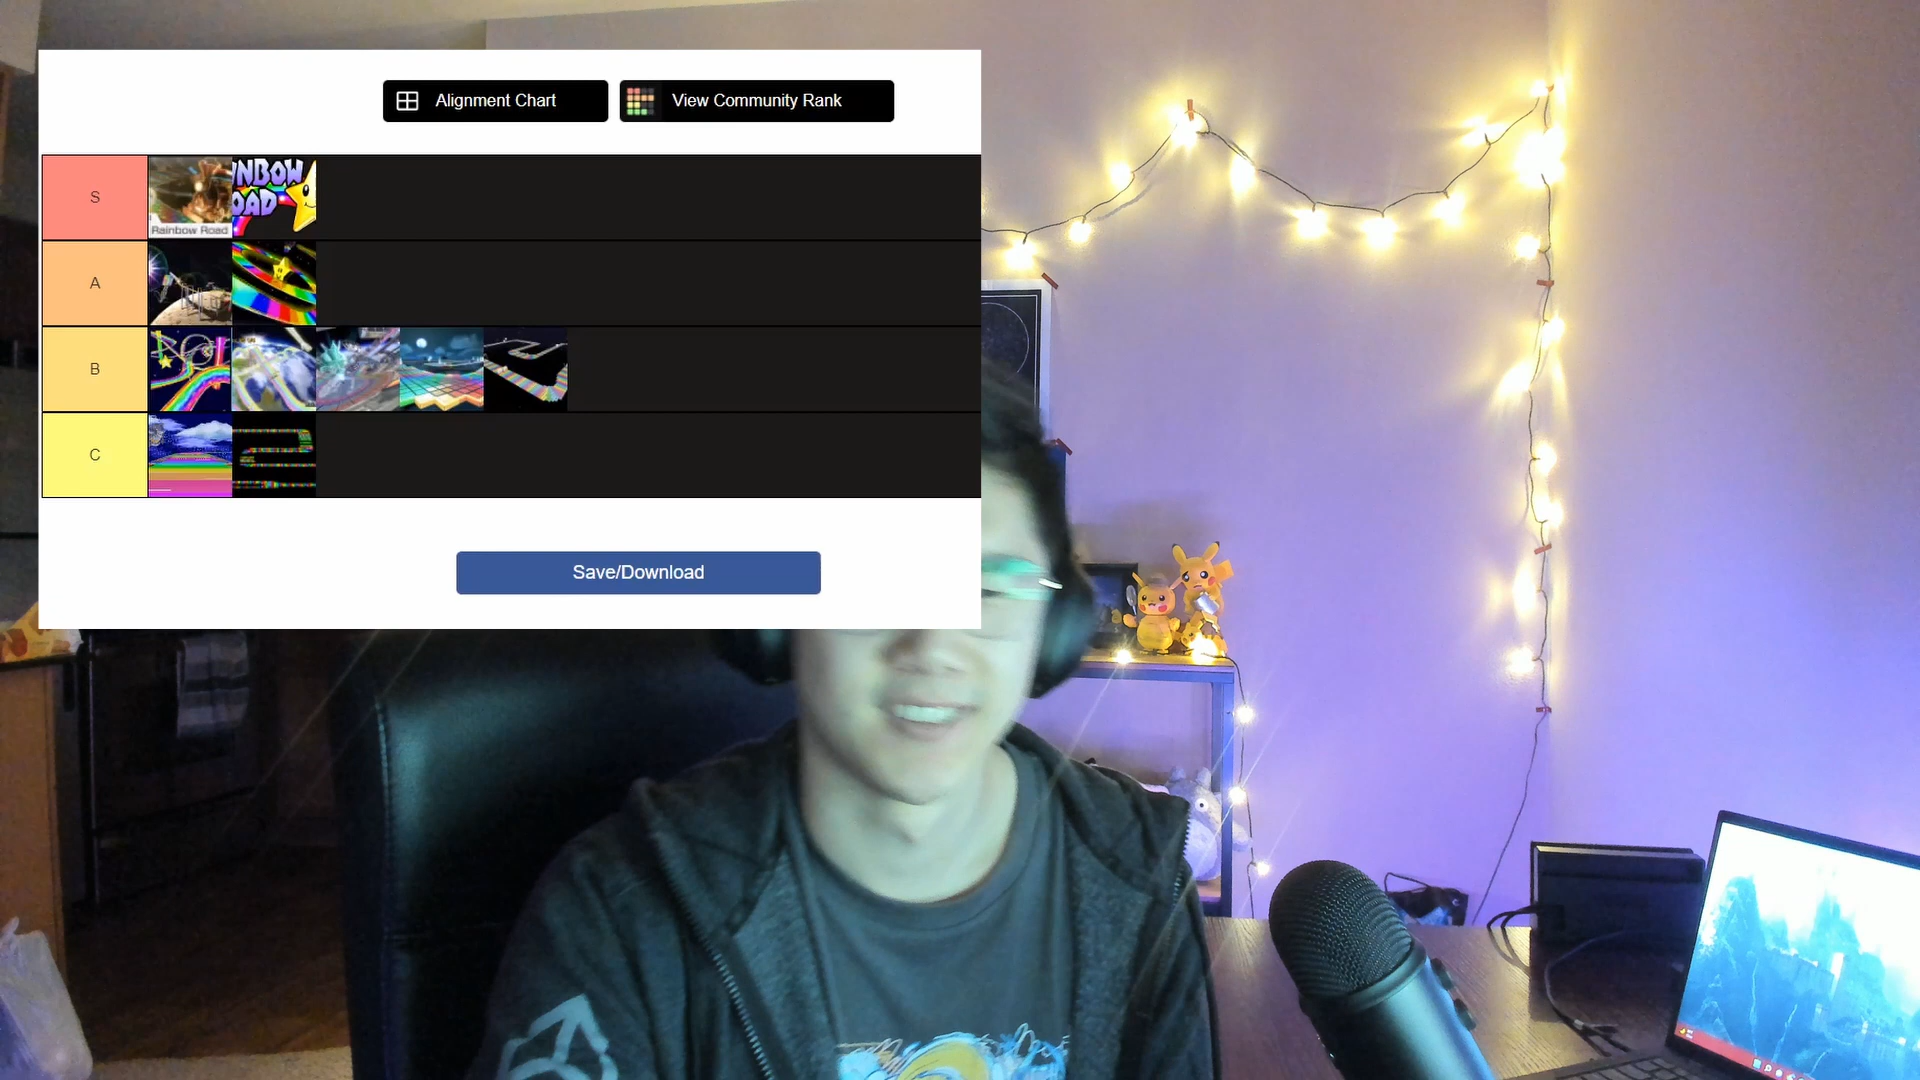 Alignment Chart
View Community Rank
S
Rainbow Road
NBOW
OAD
A
B
C
Save/Download